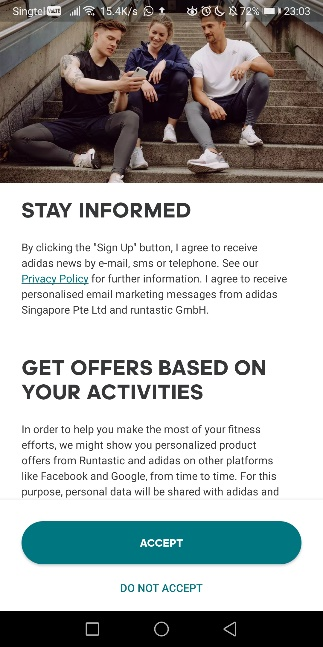 Singtel 15.4K/s 72% 23:03
STAY INFORMED
By clicking the "Sign Up" button, I agree to receive
adidas news by e-mail, sms or telephone. See our
Privacy Policy for further information. I agree to receive
personalised email marketing messages from adidas
Singapore Pte Ltd and runtastic GmbH.
GET OFFERS BASED ON
YOUR ACTIVITIES
In order to help you make the most of your fitness
efforts, we might show you personalized product
offers from Runtastic and adidas on other platforms
like Facebook and Google, from time to time. For this
purpose, personal data will be shared with adidas and
ACCEPT
DO NOT ACCEPT